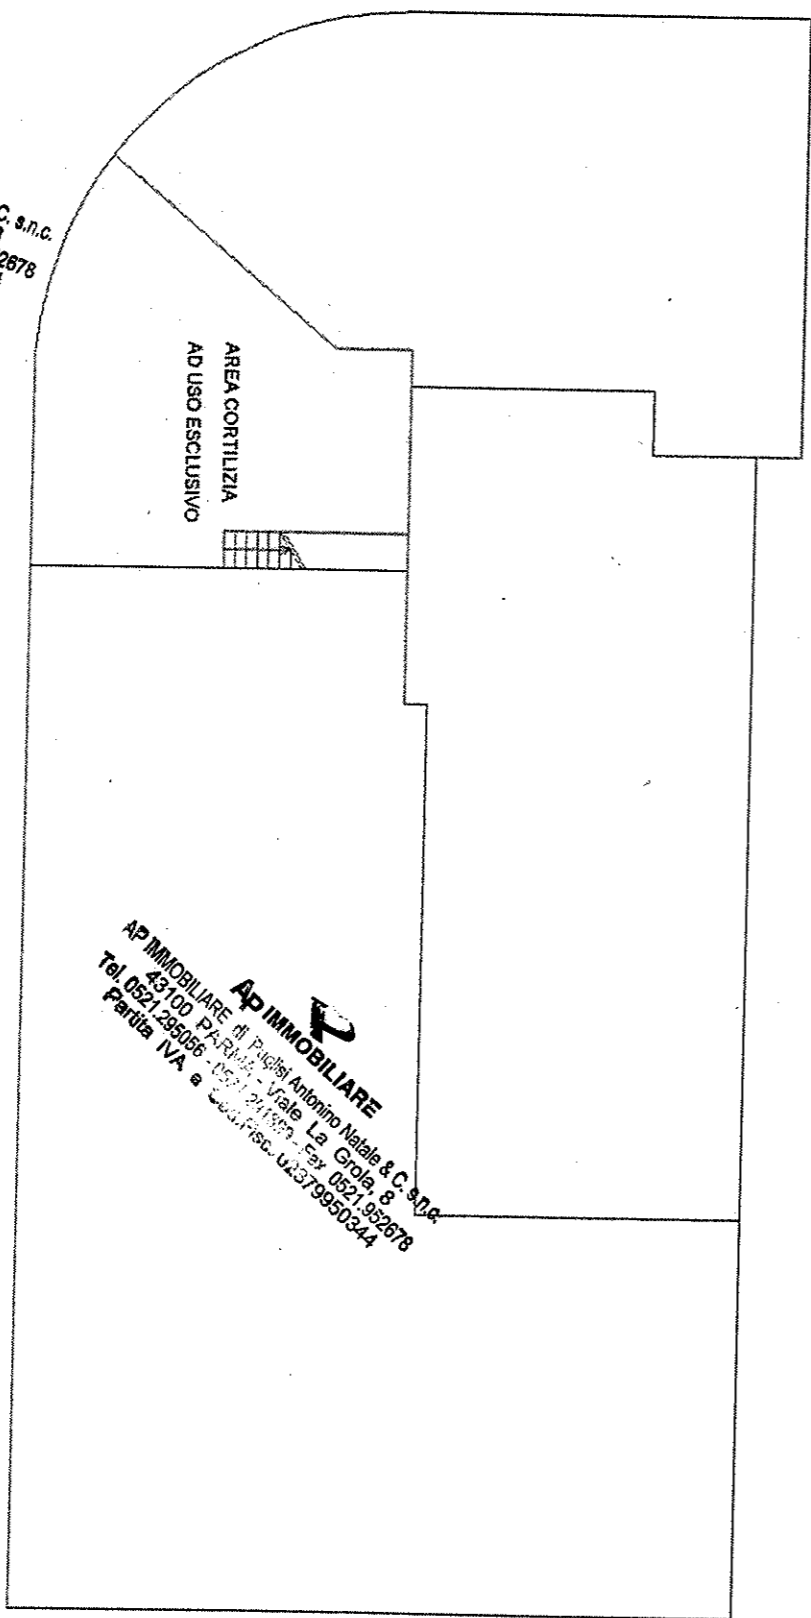 C. s.n.c.
2678
AREA CORTILIZIA
AD USO ESCLUSIVO
AP IMMOBILIARE
AP IMMOBILIARE di Puglisi Antonino Natale & C. s.n.c.
43100 PARMA - Viale La Grola, 8
Tel. 0521.295056 - Fax 0521.952678
Partita IVA e 02379950344